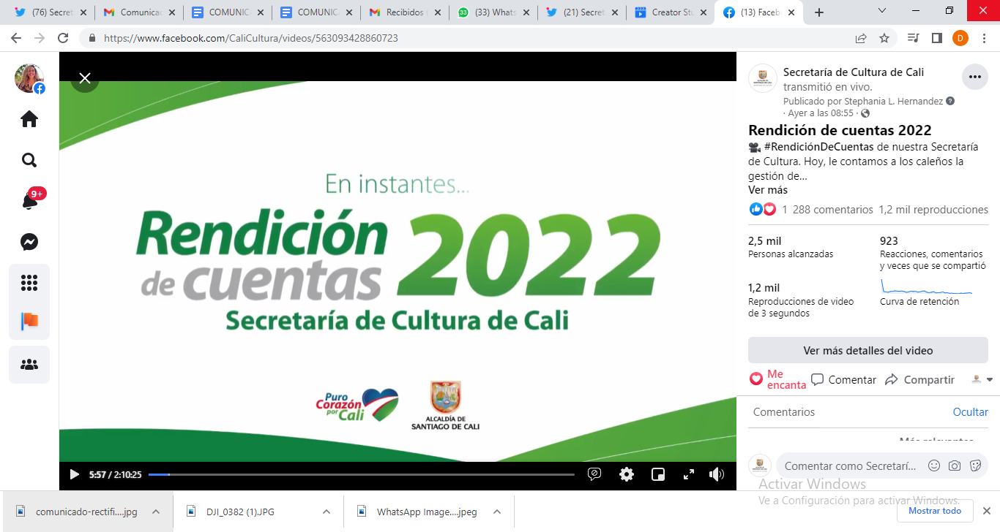 (76) Secret
Comunicac
COMUNICA
COMUNICA
Recibidos
(33) Whats
(21) Secret
Creator Stu
(13) Faceb
https://www.facebook.com/CaliCultura/videos/563093428860723
D
9+
En instantes...
Rendición
de cuentas
2022
Secretaría de Cultura de Cali
Puro
Corazón
por
Cali
ALCALDÍA DE
SANTIAGO DE CALI
5:57 / 2:10:25
Secretaría de Cultura de Cali
transmitió en vivo.
Publicado por Stephania L. Hernandez
· Ayer a las 08:55 ·
Rendición de cuentas 2022
#RendiciónDeCuentas de nuestra Secretaría
de Cultura. Hoy, le contamos a los caleños la
gestión de...
Ver más
1 288 comentarios 1,2 mil reproducciones
2,5 mil
Personas alcanzadas
923
Reacciones, comentarios
y veces que se compartió
1,2 mil
Reproducciones de video
de 3 segundos
Curva de retención
Ver más detalles del video
Me
encanta
Comentar
Compartir
Comentarios
Ocultar
Más relevantes
Comentar como Secretarí...
Activar Windows
Ve a Configuración para activar Windows.
comunicado-rectifi....jpg
DJI_0382 (1).JPG
WhatsApp Image....jpeg
Mostrar todo